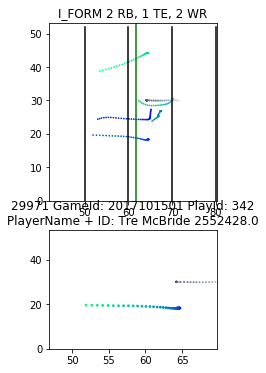 I_FORM 2 RB, 1 TE, 2 WR
50
40
30
20
10
0
50 60 70 80
29971 GameId: 2017101501 PlayId: 342
PlayerName + ID: Tre McBride 2552428.0
40
20
0
50 55 60 65